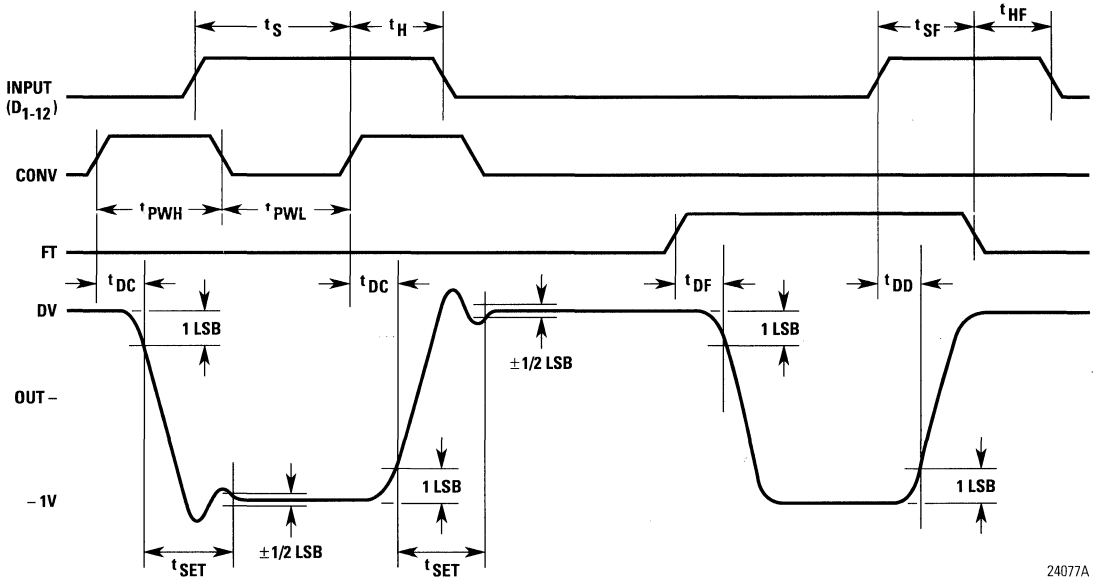 tS tH tSF tHF
INPUT
(D1-12)
CONV
tPWH tPWL
FT
tDC tDC tDF tDD
DV
1 LSB 1 LSB
±1/2 LSB
OUT –
1 LSB 1 LSB
– 1V
±1/2 LSB
tSET tSET
24077A